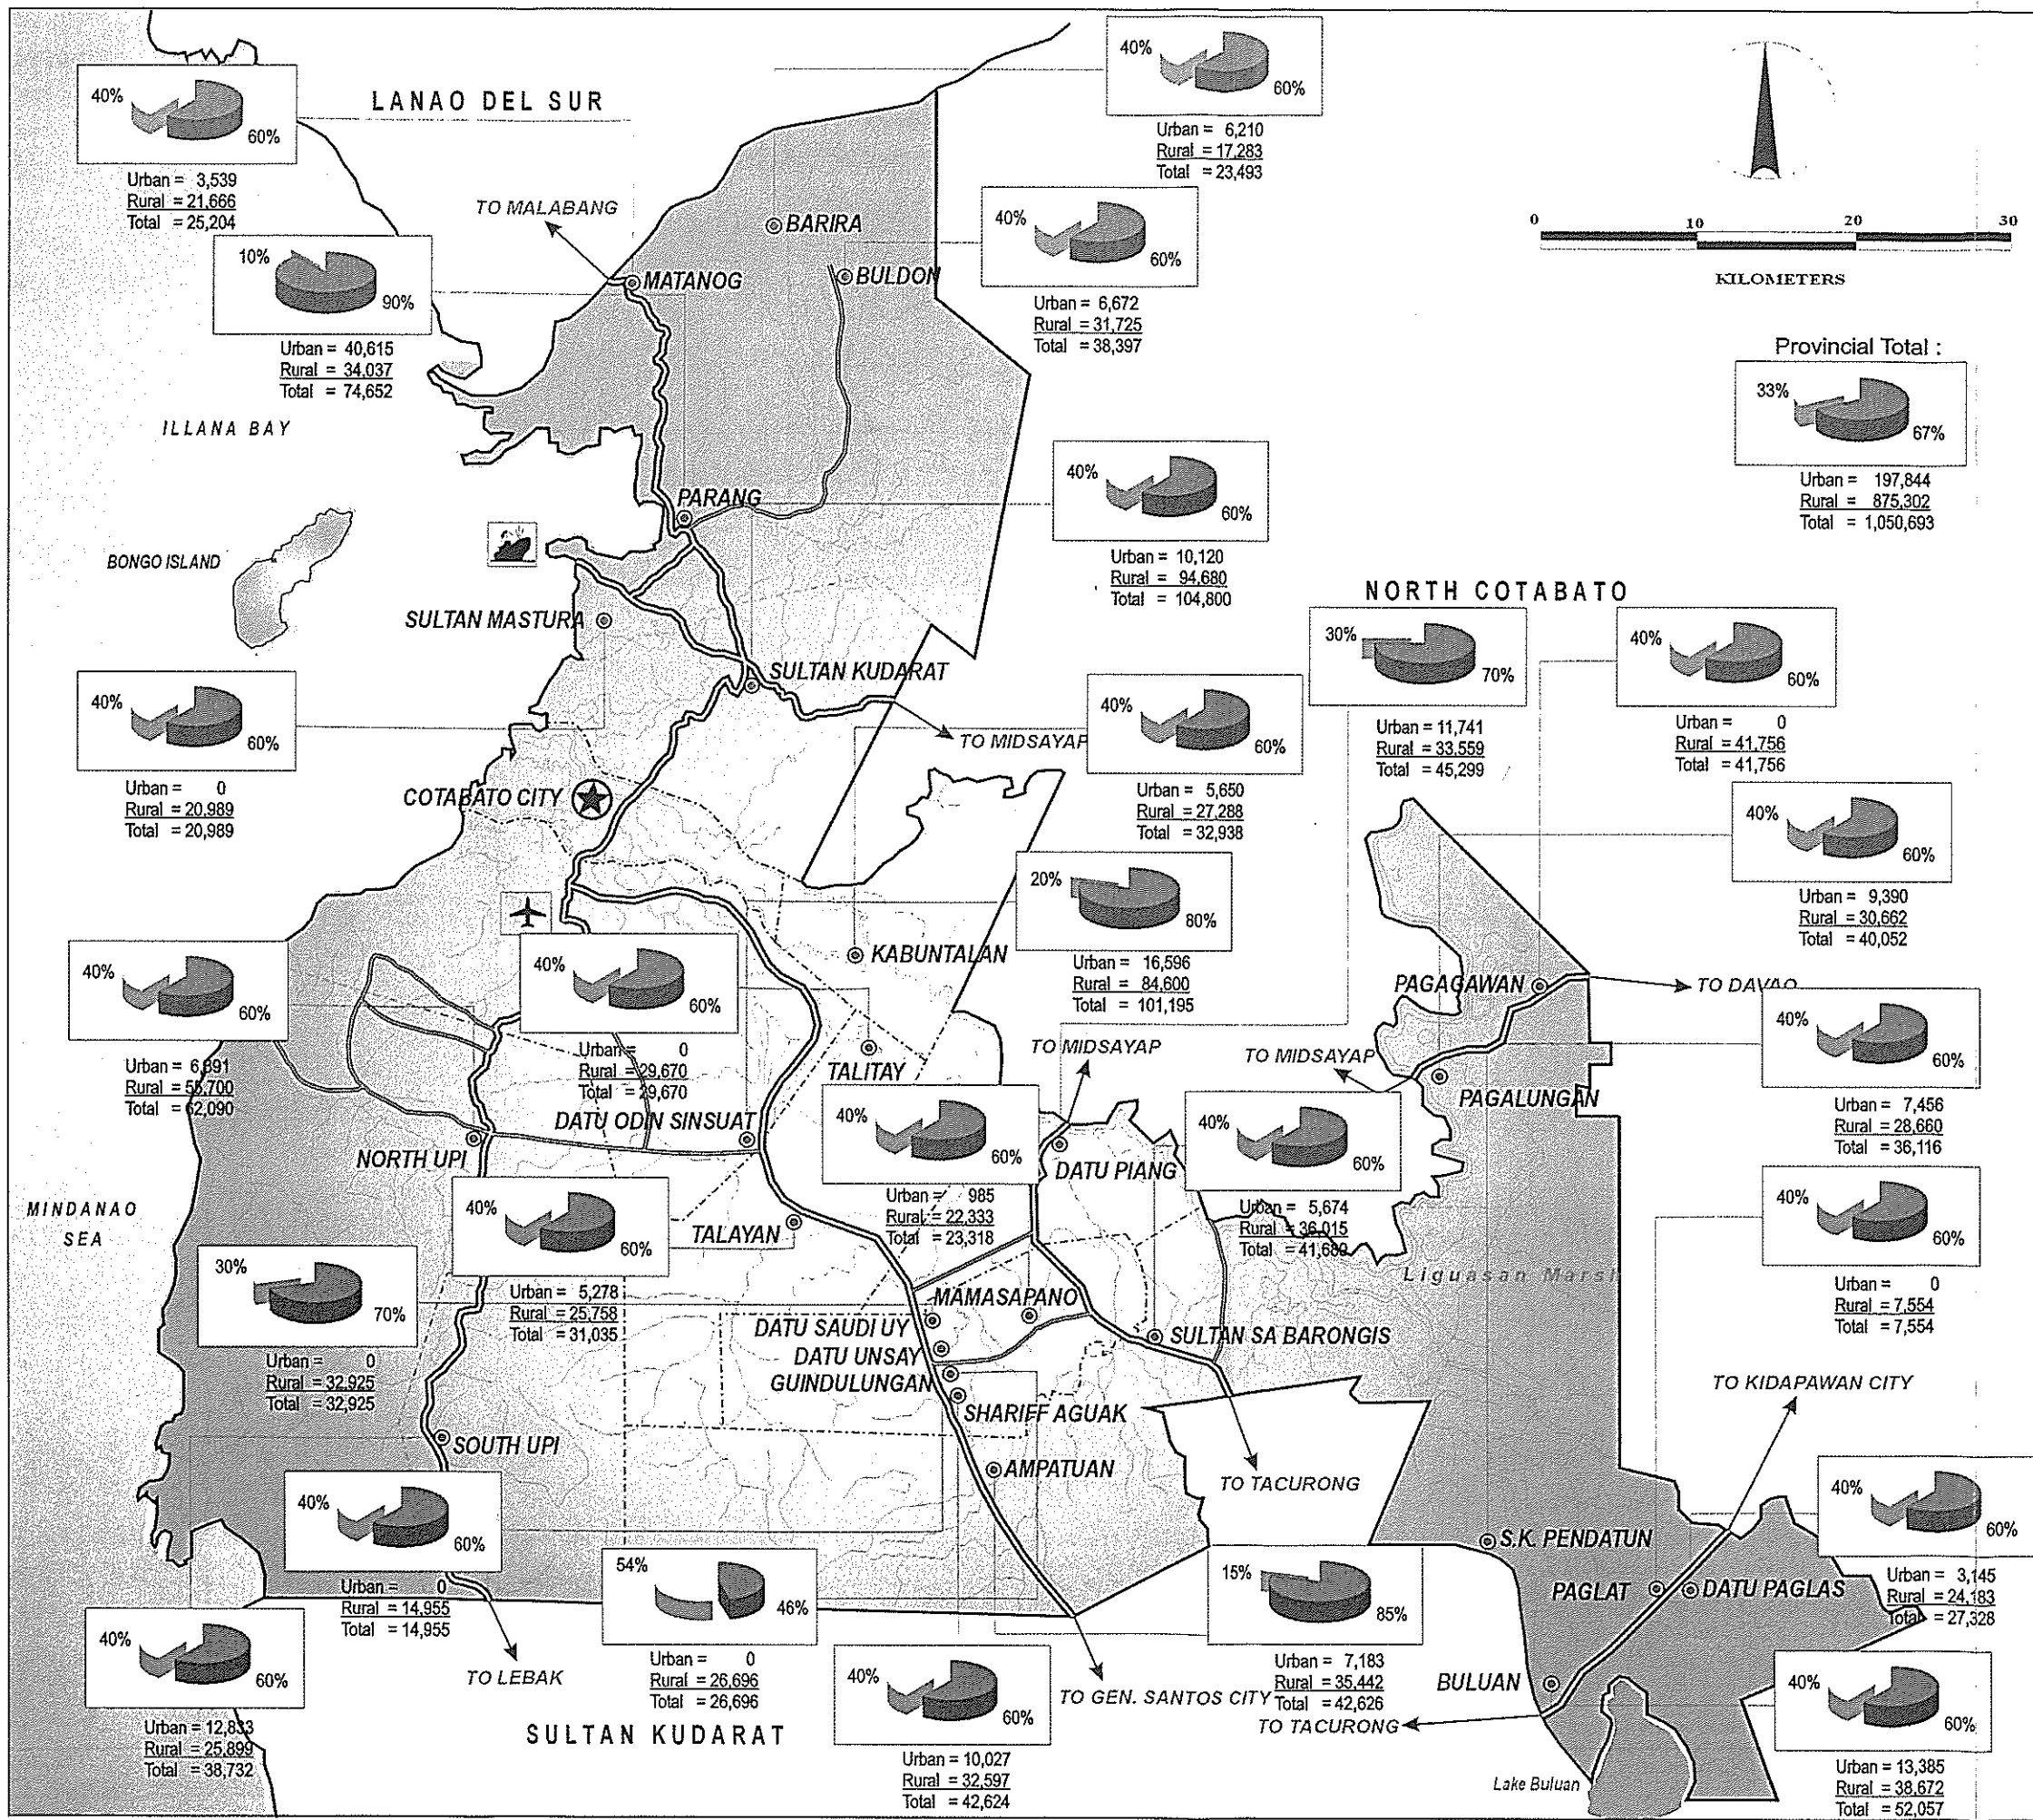 LANAO DEL SUR
40%
60%
Urban = 3,539
Rural = 21,666
Total = 25,204
40%
60%
Urban = 6,210
Rural = 17,283
Total = 23,493
TO MALABANG
BARIRA
40%
60%
Urban = 6,672
Rural = 31,725
Total = 38,397
0 10 20 30
KILOMETERS
10%
90%
Urban = 40,615
Rural = 34,037
Total = 74,652
MATANOG
BULDON
Provincial Total :
33%
67%
Urban = 197,844
Rural = 875,302
Total = 1,050,693
ILLANA BAY
PARANG
40%
60%
Urban = 10,120
Rural = 94,680
Total = 104,800
BONGO ISLAND
NORTH COTABATO
SULTAN MASTURA
SULTAN KUDARAT
30%
70%
Urban = 11,741
Rural = 33,559
Total = 45,299
40%
60%
Urban = 0
Rural = 41,756
Total = 41,756
40%
60%
Urban = 0
Rural = 20,989
Total = 20,989
TO MIDSAYAP
40%
60%
Urban = 5,650
Rural = 27,288
Total = 32,938
COTABATO CITY
40%
60%
Urban = 9,390
Rural = 30,662
Total = 40,052
20%
80%
Urban = 16,596
Rural = 84,600
Total = 101,195
KABUNTALAN
PAGAGAWAN
TO DAVAO
40%
60%
Urban = 6,891
Rural = 55,700
Total = 62,090
40%
60%
Urban = 0
Rural = 29,670
Total = 29,670
TALITAY
TO MIDSAYAP
TO MIDSAYAP
PAGALUNGAN
40%
60%
Urban = 7,456
Rural = 28,660
Total = 36,116
DATU ODIN SINSUAT
NORTH UPI
40%
60%
Urban = 985
Rural = 22,333
Total = 23,318
DATU PIANG
40%
60%
Urban = 5,674
Rural = 36,015
Total = 41,689
40%
60%
Urban = 0
Rural = 7,554
Total = 7,554
MINDANAO
SEA
40%
60%
Urban = 5,278
Rural = 25,758
Total = 31,035
TALAYAN
Liguasan Marsh
30%
70%
Urban = 0
Rural = 32,925
Total = 32,925
MAMASAPANO
DATU SAUDI UY
SULTAN SA BARONGIS
DATU UNSAY
GUINDULUNGAN
SHARIFF AGUAK
TO KIDAPAWAN CITY
SOUTH UPI
AMPATUAN
TO TACURONG
40%
60%
Urban = 0
Rural = 14,955
Total = 14,955
S.K. PENDATUN
PAGLAT
DATU PAGLAS
40%
60%
Urban = 3,145
Rural = 24,183
Total = 27,328
54%
46%
Urban = 0
Rural = 26,696
Total = 26,696
15%
85%
Urban = 7,183
Rural = 35,442
Total = 42,626
40%
60%
Urban = 12,833
Rural = 25,899
Total = 38,732
TO LEBAK
SULTAN KUDARAT
40%
60%
Urban = 10,027
Rural = 32,597
Total = 42,624
TO GEN. SANTOS CITY
TO TACURONG
BULUAN
Lake Buluan
40%
60%
Urban = 13,385
Rural = 38,672
Total = 52,057